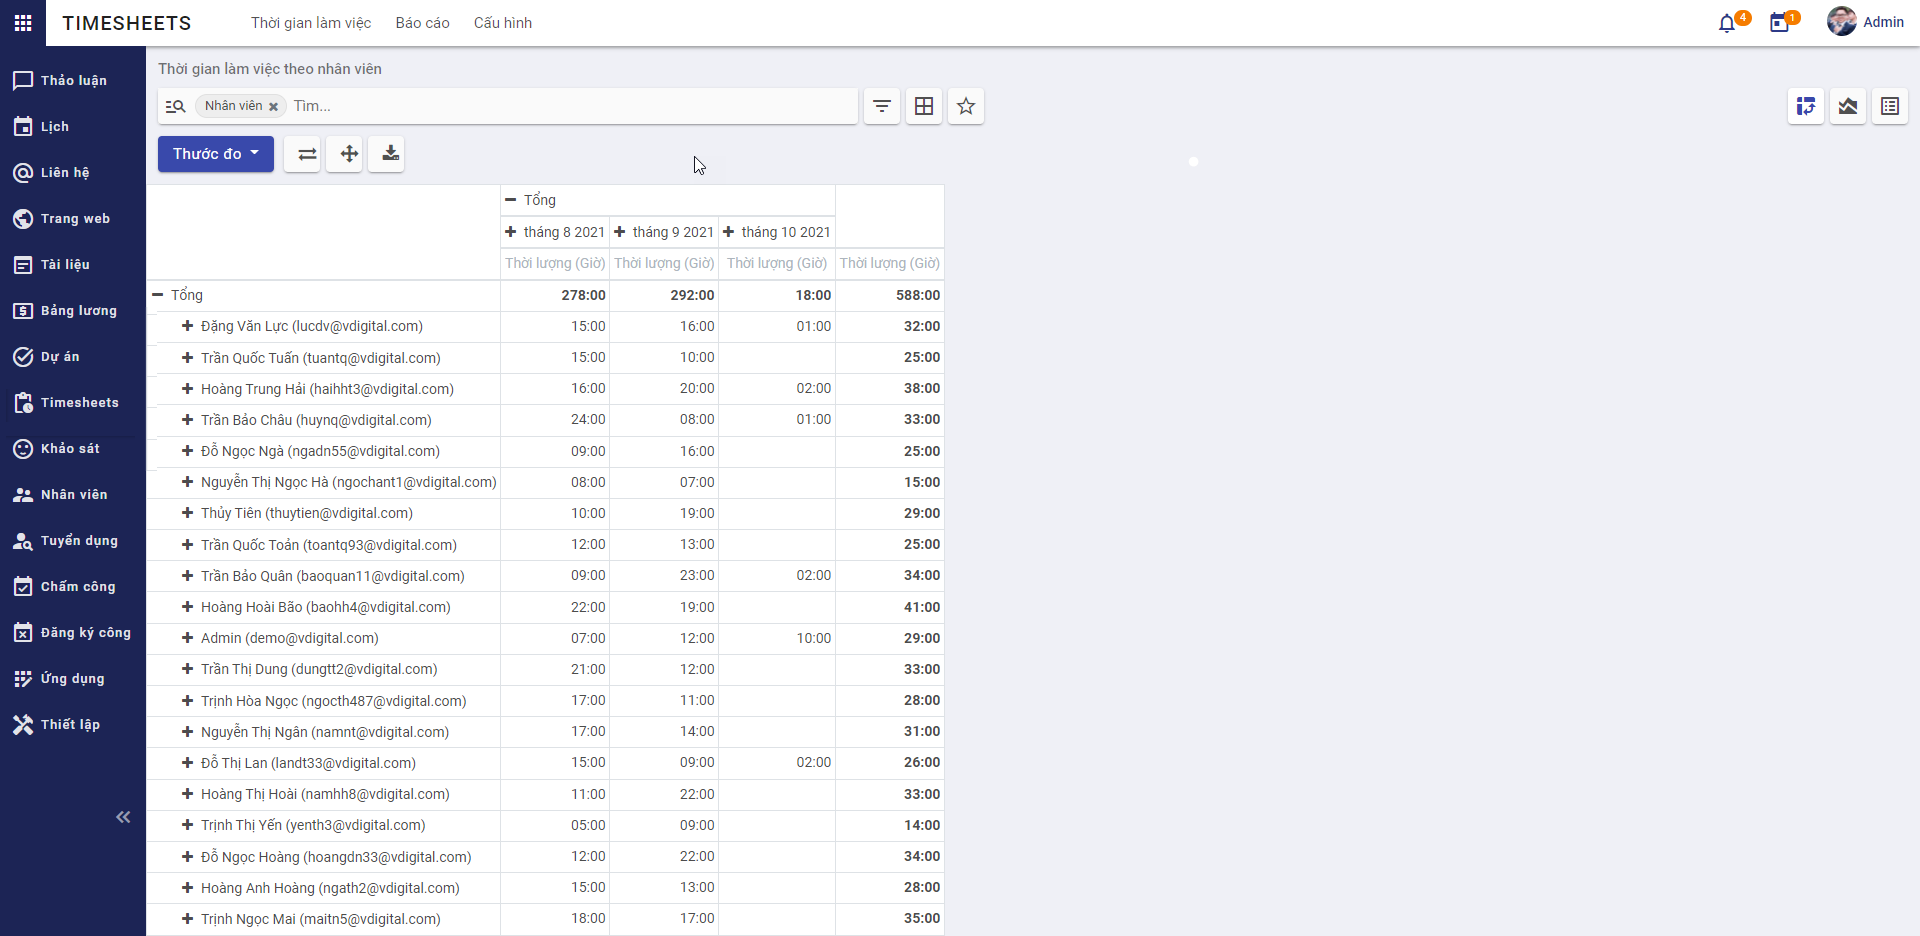 TIMESHEETS Thời gian làm việc Báo cáo Cấu hình 4 1 Admin
Thảo luận
Lịch
Liên hệ
Trang web
Tài liệu
Bảng lương
Dự án
Timesheets
Khảo sát
Nhân viên
Tuyển dụng
Chấm công
Đăng ký công
Ứng dụng
Thiết lập
Thời gian làm việc theo nhân viên
Nhân viên Tìm...
Thước đo
Tổng
tháng 8 2021 tháng 9 2021 tháng 10 2021
Thời lượng (Giờ) Thời lượng (Giờ) Thời lượng (Giờ) Thời lượng (Giờ)
Tổng 278:00 292:00 18:00 588:00
Đặng Văn Lực (lucdv@vdigital.com) 15:00 16:00 01:00 32:00
Trần Quốc Tuấn (tuantq@vdigital.com) 15:00 10:00 25:00
Hoàng Trung Hải (haihht3@vdigital.com) 16:00 20:00 02:00 38:00
Trần Bảo Châu (huynq@vdigital.com) 24:00 08:00 01:00 33:00
Đỗ Ngọc Ngà (ngadn55@vdigital.com) 09:00 16:00 25:00
Nguyễn Thị Ngọc Hà (ngochant1@vdigital.com) 08:00 07:00 15:00
Thủy Tiên (thuytien@vdigital.com) 10:00 19:00 29:00
Trần Quốc Toản (toantq93@vdigital.com) 12:00 13:00 25:00
Trần Bảo Quân (baoquan11@vdigital.com) 09:00 23:00 02:00 34:00
Hoàng Hoài Bão (baohh4@vdigital.com) 22:00 19:00 41:00
Admin (demo@vdigital.com) 07:00 12:00 10:00 29:00
Trần Thị Dung (dungtt2@vdigital.com) 21:00 12:00 33:00
Trịnh Hòa Ngọc (ngocth487@vdigital.com) 17:00 11:00 28:00
Nguyễn Thị Ngân (namnt@vdigital.com) 17:00 14:00 31:00
Đỗ Thị Lan (landt33@vdigital.com) 15:00 09:00 02:00 26:00
Hoàng Thị Hoài (namhh8@vdigital.com) 11:00 22:00 33:00
Trịnh Thị Yến (yenth3@vdigital.com) 05:00 09:00 14:00
Đỗ Ngọc Hoàng (hoangdn33@vdigital.com) 12:00 22:00 34:00
Hoàng Anh Hoàng (ngath2@vdigital.com) 15:00 13:00 28:00
Trịnh Ngọc Mai (maitn5@vdigital.com) 18:00 17:00 35:00